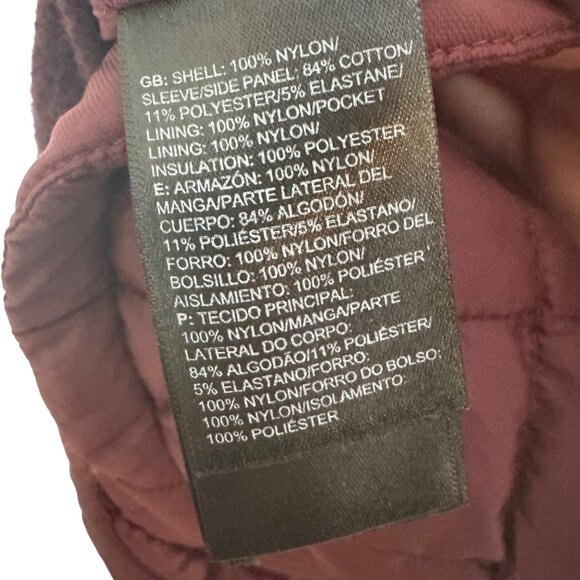 GB: SHELL: 100% NYLON/
SLEEVE/SIDE PANEL: 84% COTTON/
11% POLYESTER/5% ELASTANE/
LINING: 100% NYLON/POCKET
LINING: 100% NYLON/
INSULATION: 100% POLYESTER
E: ARMAZÓN: 100% NYLON/
MANGA/PARTE LATERAL DEL
CUERPO: 84% ALGODÓN/
11% POLIÉSTER/5% ELASTANO/
FORRO: 100% NYLON/FORRO DEL
BOLSILLO: 100% NYLON/
AISLAMIENTO: 100% POLIÉSTER
P: TECIDO PRINCIPAL:
100% NYLON/MANGA/PARTE
LATERAL DO CORPO:
84% ALGODÃO/11% POLIÉSTER/
5% ELASTANO/FORRO:
100% NYLON/FORRO DO BOLSO:
100% NYLON/ISOLAMENTO:
100% POLIÉSTER